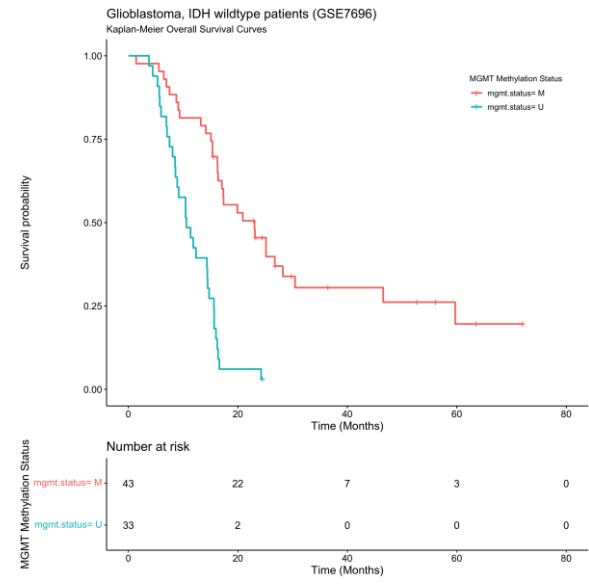 Glioblastoma, IDH wildtype patients (GSE7696)
Kaplan-Meier Overall Survival Curves
Survival probability
1.00
0.75
0.50
0.25
0.00
MGMT Methylation Status
mgmt.status= M
mgmt.status= U
0 20 40 60 80
Time (Months)
Number at risk
MGMT Methylation Status
mgmt.status= M 43 22 7 3 0
mgmt.status= U 33 2 0 0 0
0 20 40 60 80
Time (Months)